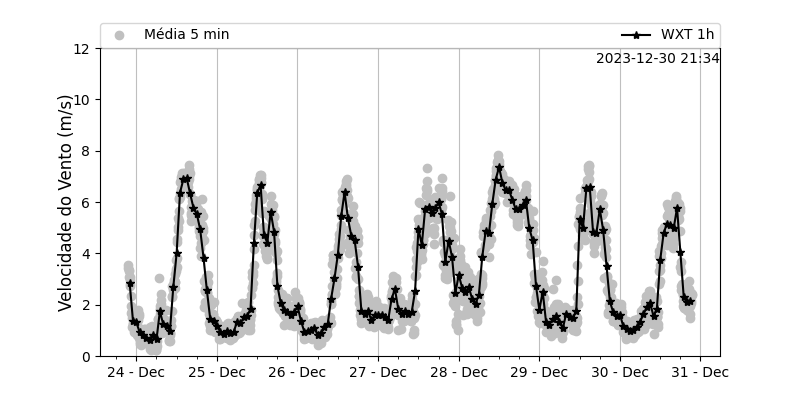 Média 5 min
WXT 1h
2023-12-30 21:34
Velocidade do Vento (m/s)
12
10
8
6
4
2
0
24 - Dec
25 - Dec
26 - Dec
27 - Dec
28 - Dec
29 - Dec
30 - Dec
31 - Dec